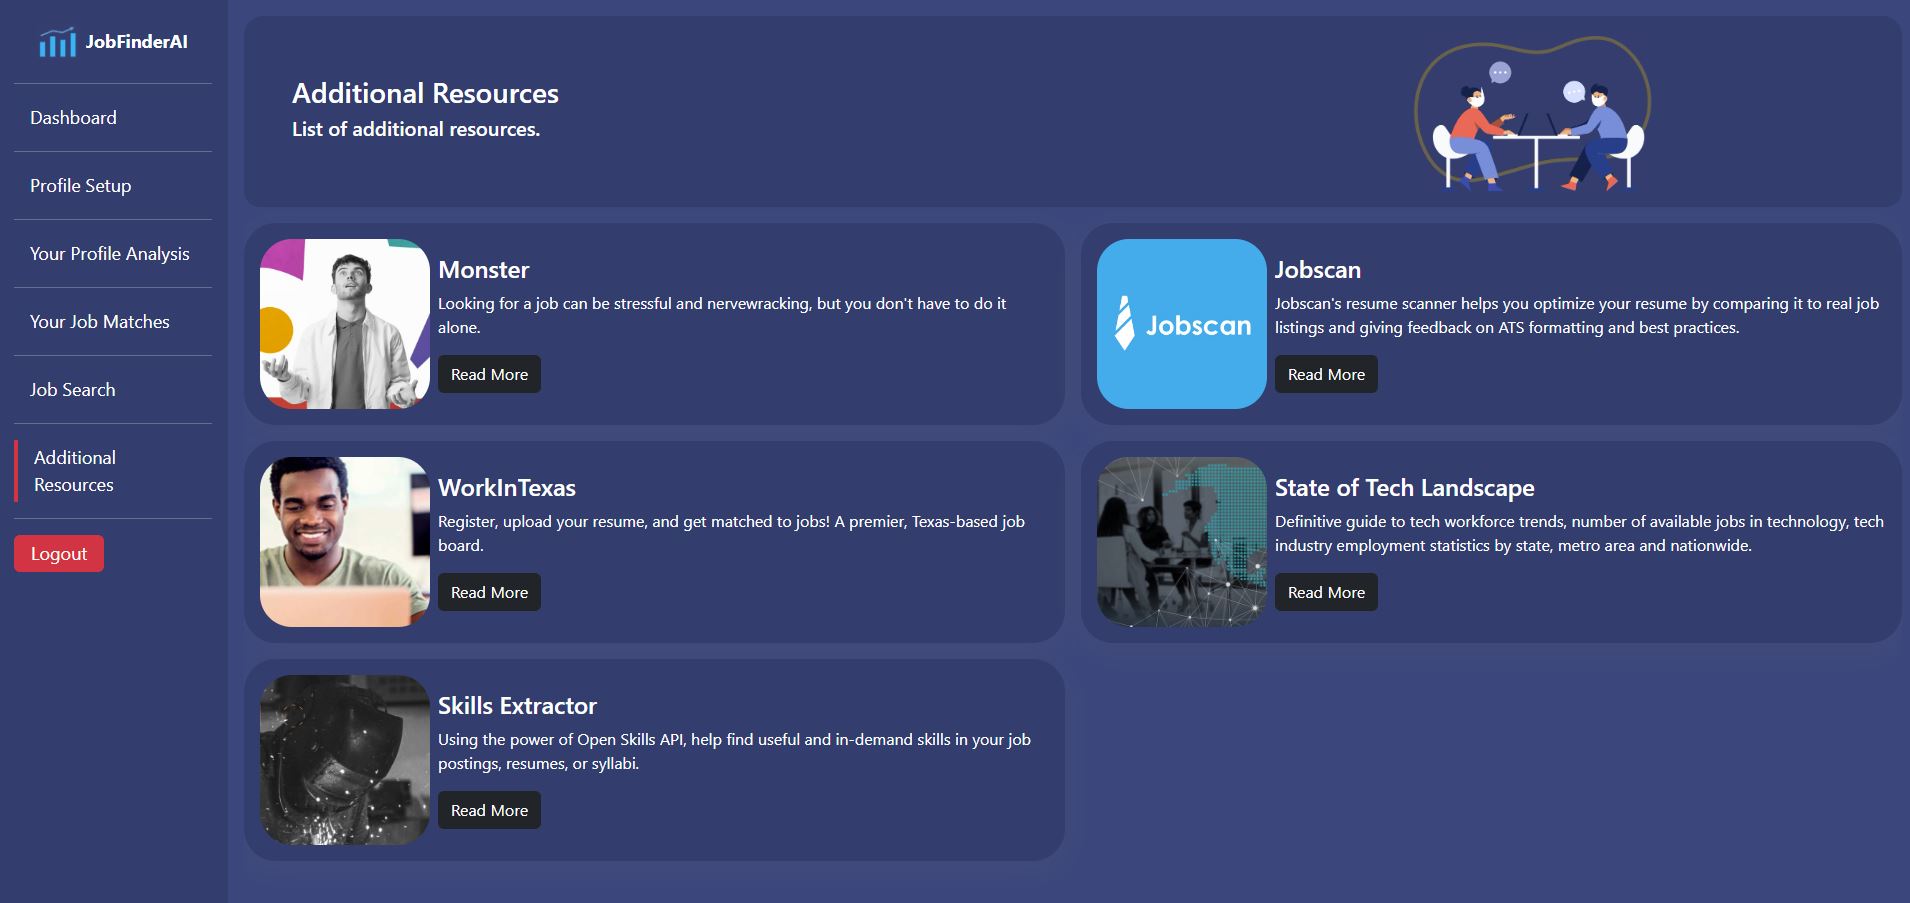 JobFinderAI
Dashboard
Profile Setup
Your Profile Analysis
Your Job Matches
Job Search
Additional
Resources
Logout
Additional Resources
List of additional resources.
Monster
Looking for a job can be stressful and nervewracking, but you don't have to do it
alone.
Read More
Jobscan
Jobscan
Jobscan's resume scanner helps you optimize your resume by comparing it to real job
listings and giving feedback on ATS formatting and best practices.
Read More
WorkInTexas
Register, upload your resume, and get matched to jobs! A premier, Texas-based job
board.
Read More
State of Tech Landscape
Definitive guide to tech workforce trends, number of available jobs in technology, tech
industry employment statistics by state, metro area and nationwide.
Read More
Skills Extractor
Using the power of Open Skills API, help find useful and in-demand skills in your job
postings, resumes, or syllabi.
Read More